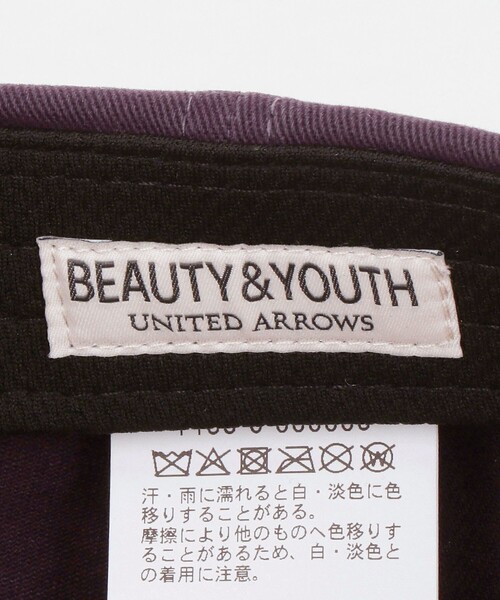 BEAUTY&YOUTH
UNITED ARROWS
汗・雨に濡れると白・淡色に色
移りすることがある。
摩擦により他のものへ色移りす
ることがあるため、白・淡色と
の着用に注意。